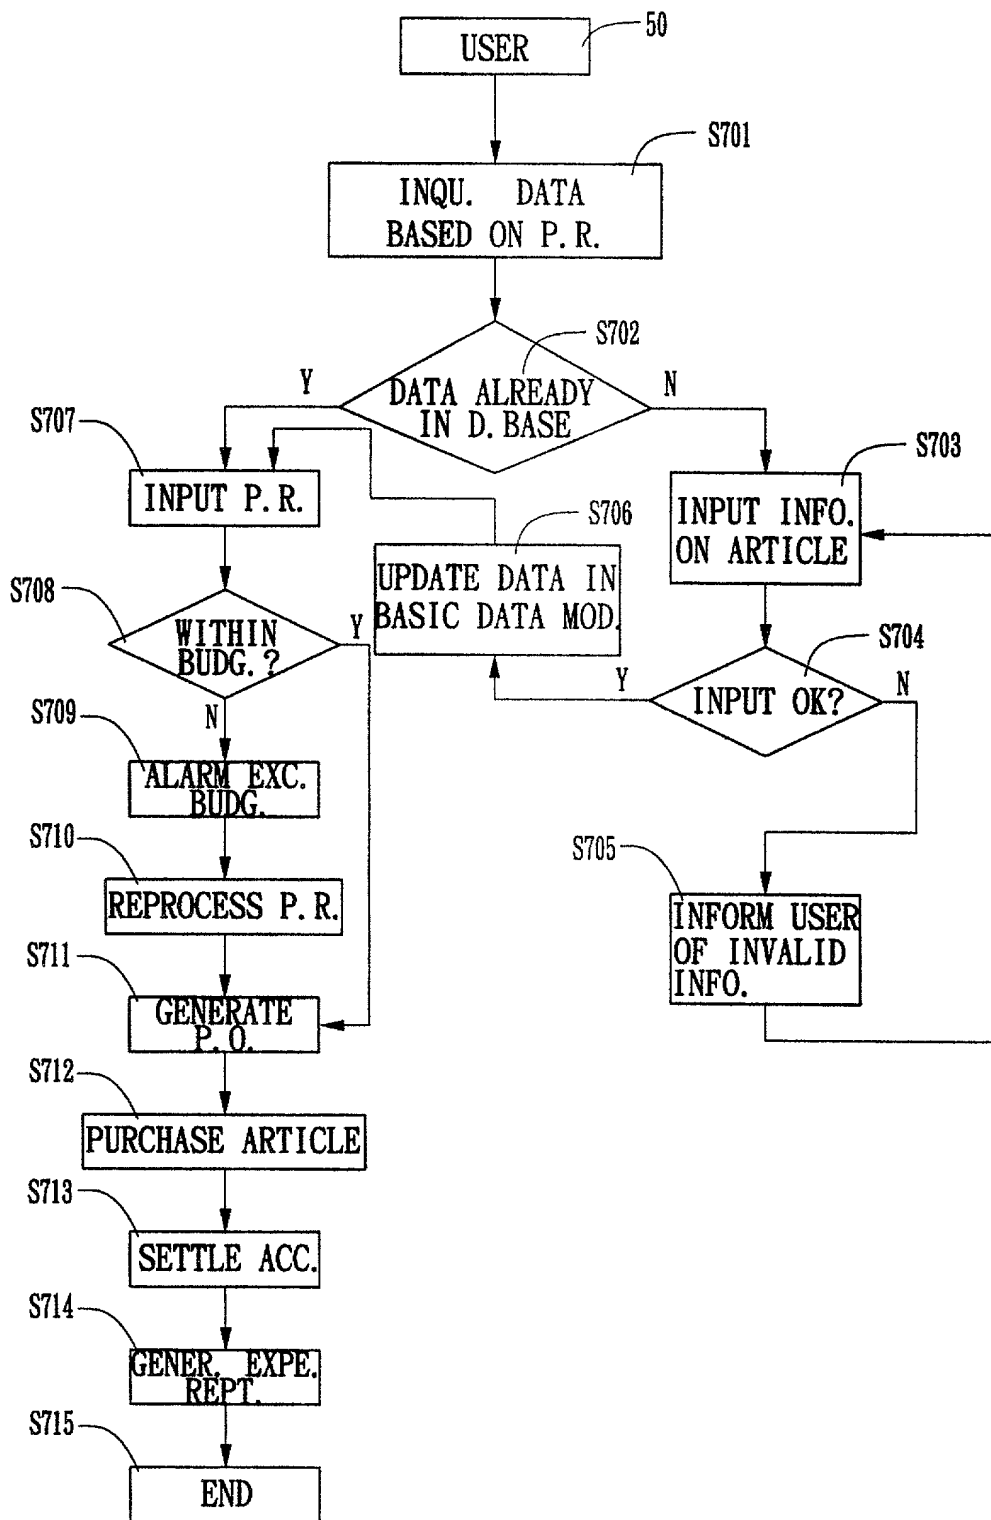 USER
50
S701
INQU. DATA
BASED ON P.R.
S702
DATA ALREADY
IN D.BASE
Y
N
S707
INPUT P.R.
S703
INPUT INFO.
ON ARTICLE
S706
UPDATE DATA IN
BASIC DATA MOD.
S708
WITHIN
BUDG.?
Y
N
S704
INPUT OK?
Y
N
S709
ALARM EXC.
BUDG.
S710
REPROCESS P.R.
S705
INFORM USER
OF INVALID
INFO.
S711
GENERATE
P.O.
S712
PURCHASE ARTICLE
S713
SETTLE ACC.
S714
GENER. EXPE.
REPT.
S715
END